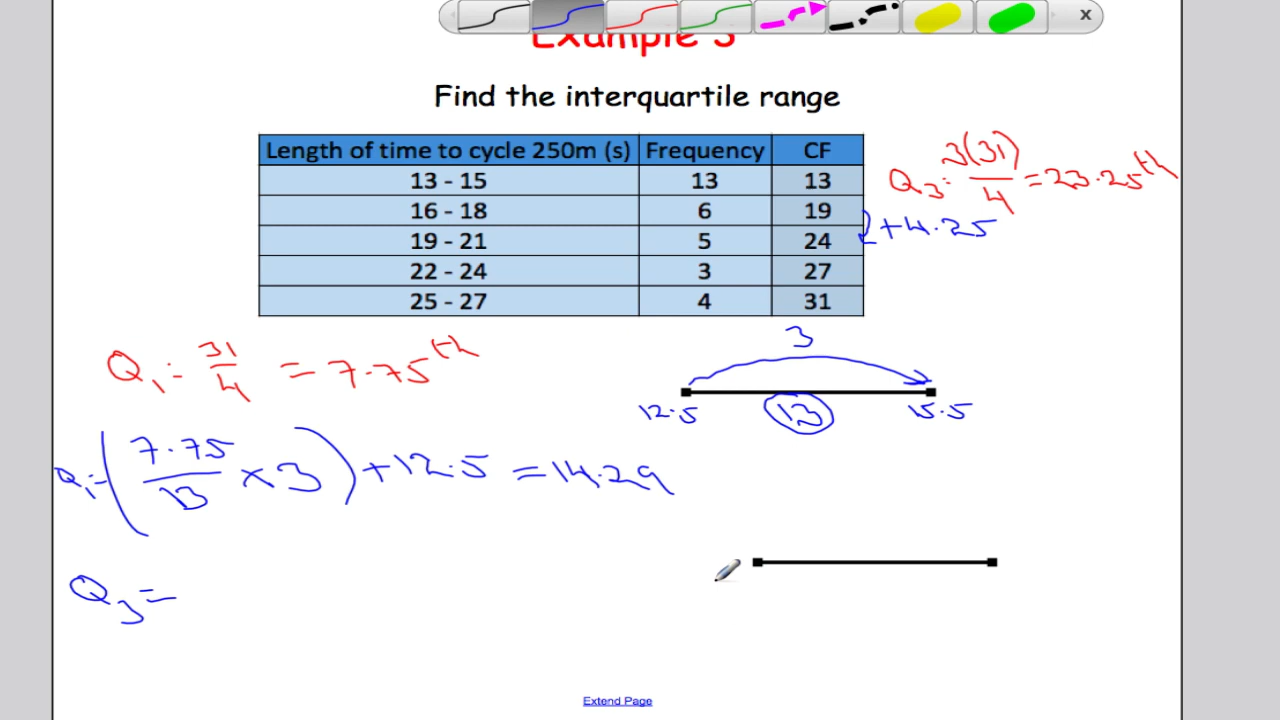 x
Example 3
Find the interquartile range
Length of time to cycle 250m (s) Frequency CF
13 - 15 13 13
16 - 18 6 19
19 - 21 5 24
22 - 24 3 27
25 - 27 4 31
Q3 = 3(31)/4 = 23.25th
+4.25
Q1 = 31/4 = 7.75th
3
12.5 13 15.5
Q1 = (7.75/13 × 3) + 12.5 = 14.29
Q3 =
Extend Page